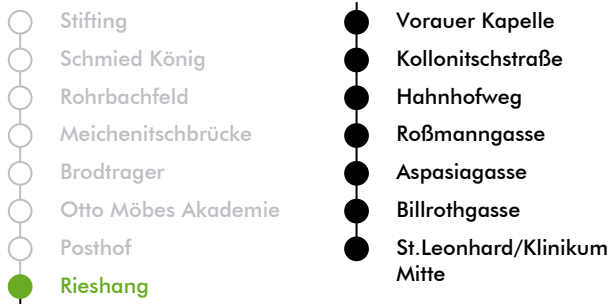 Stifting
Schmied König
Rohrbachfeld
Meichenitschbrücke
Brodtrager
Otto Möbes Akademie
Posthof
Rieshang
Vorauer Kapelle
Kollonitschstraße
Hahnhofweg
Roßmanngasse
Aspasiagasse
Billrothgasse
St.Leonhard/Klinikum
Mitte